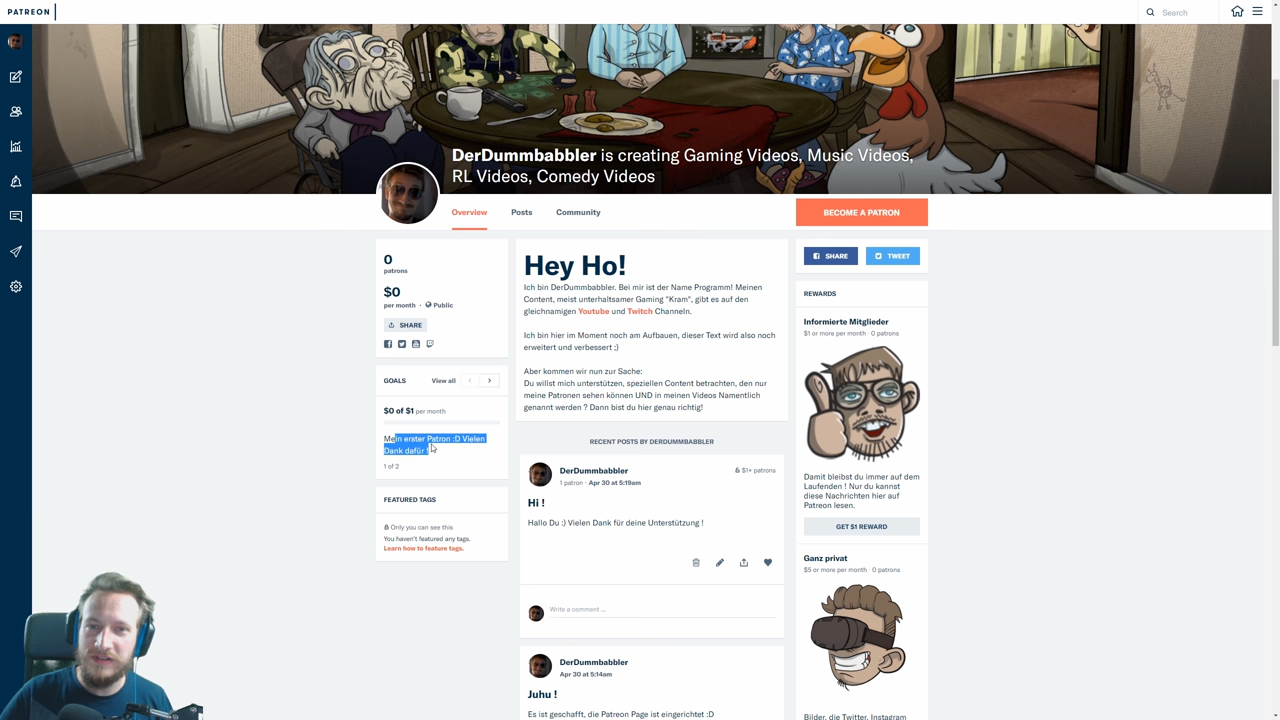 PATREON
Search
DerDummbabbler is creating Gaming Videos, Music Videos,
RL Videos, Comedy Videos
Overview
Posts
Community
BECOME A PATRON
0
patrons
$0
per month · Public
SHARE
GOALS
View all
$0 of $1 per month
Mein erster Patron :D Vielen
Dank dafür !
1 of 2
FEATURED TAGS
Only you can see this
You haven't featured any tags.
Learn how to feature tags.
Hey Ho!
Ich bin DerDummbabbler. Bei mir ist der Name Programm! Meinen
Content, meist unterhaltsamer Gaming "Kram", gibt es auf den
gleichnamigen Youtube und Twitch Channeln.
Ich bin hier im Moment noch am Aufbauen, dieser Text wird also noch
erweitert und verbessert ;)
Aber kommen wir nun zur Sache:
Du willst mich unterstützen, speziellen Content betrachten, den nur
meine Patronen sehen können UND in meinen Videos Namentlich
genannt werden ? Dann bist du hier genau richtig!
RECENT POSTS BY DERDUMMBABBLER
DerDummbabbler
$1+ patrons
1 patron · Apr 30 at 5:19am
Hi !
Hallo Du :) Vielen Dank für deine Unterstützung !
Write a comment ...
DerDummbabbler
Apr 30 at 5:14am
Juhu !
Es ist geschafft, die Patreon Page ist eingerichtet :D
SHARE
TWEET
REWARDS
Informierte Mitglieder
$1 or more per month · 0 patrons
Damit bleibst du immer auf dem
Laufenden ! Nur du kannst
diese Nachrichten hier auf
Patreon lesen.
GET $1 REWARD
Ganz privat
$5 or more per month · 0 patrons
Bilder, die Twitter, Instagram